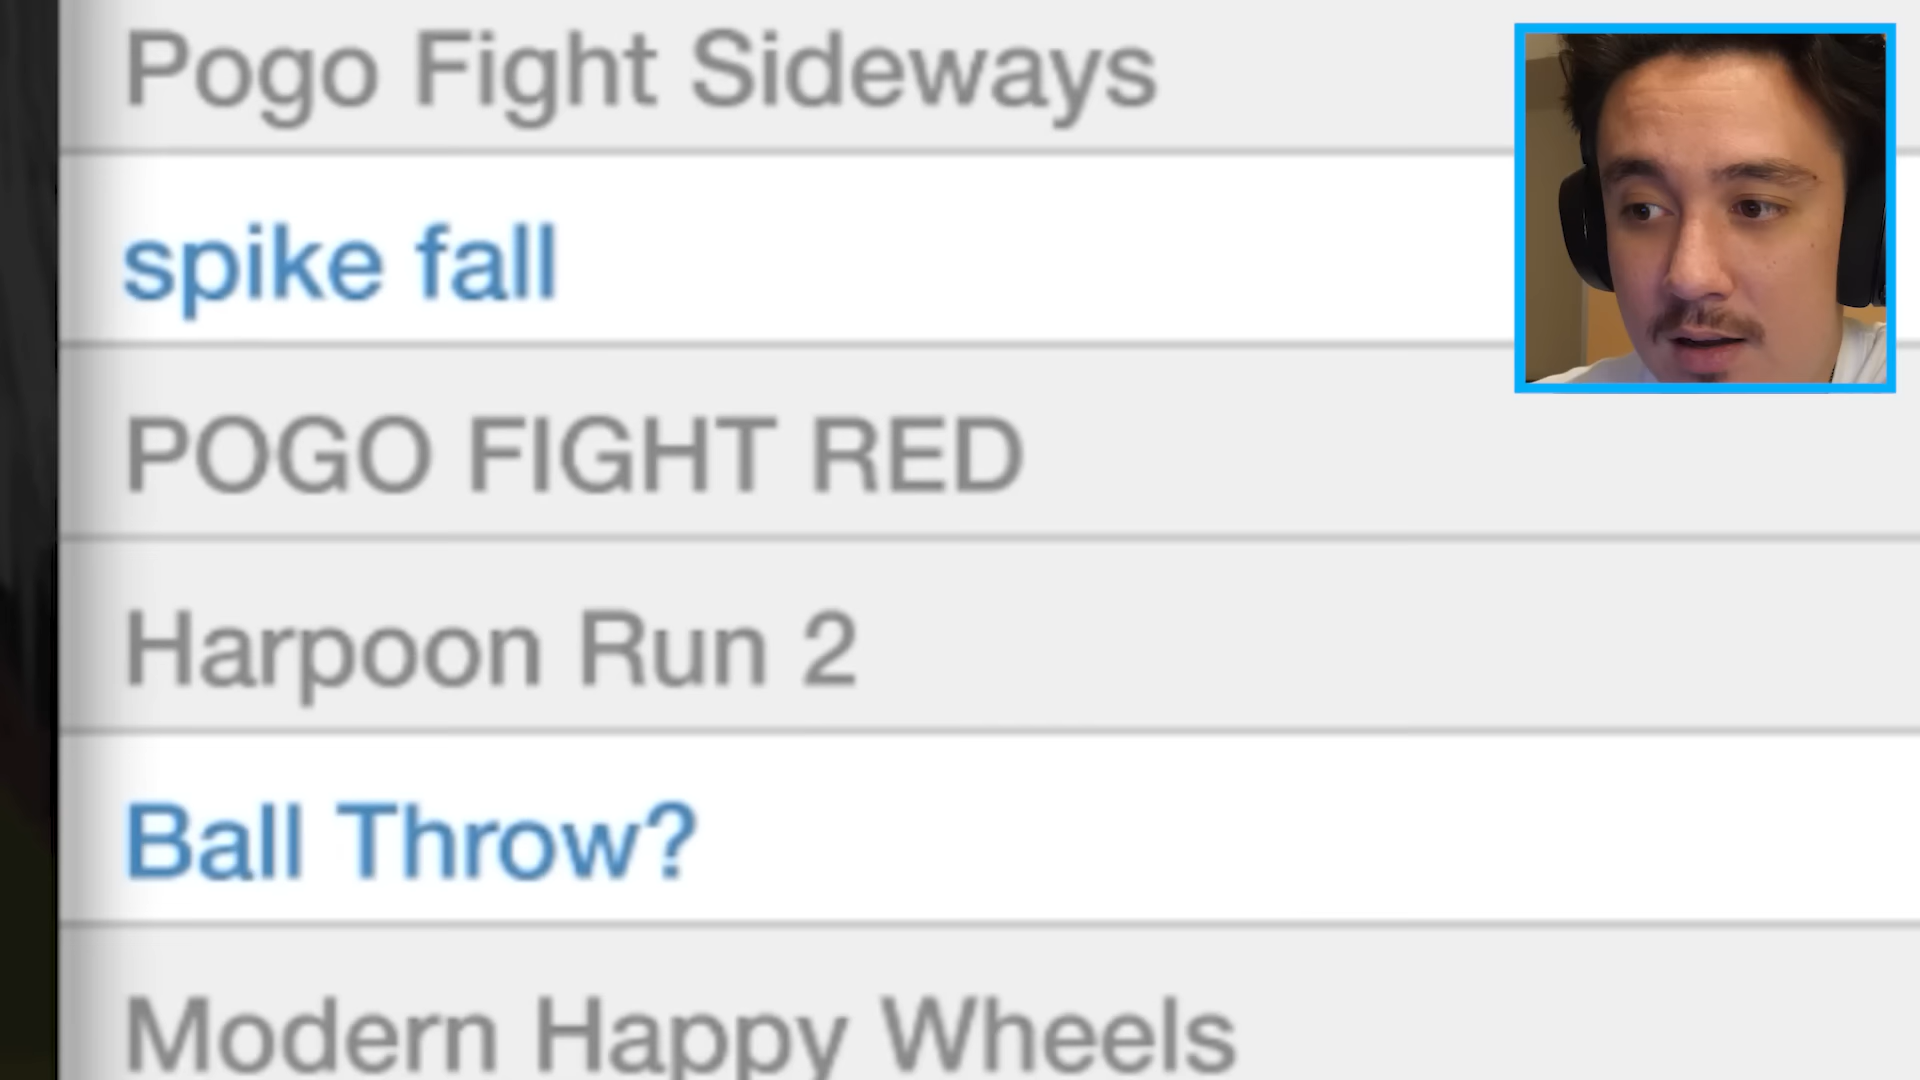 Pogo Fight Sideways
spike fall
POGO FIGHT RED
Harpoon Run 2
Ball Throw?
Modern Happy Wheels